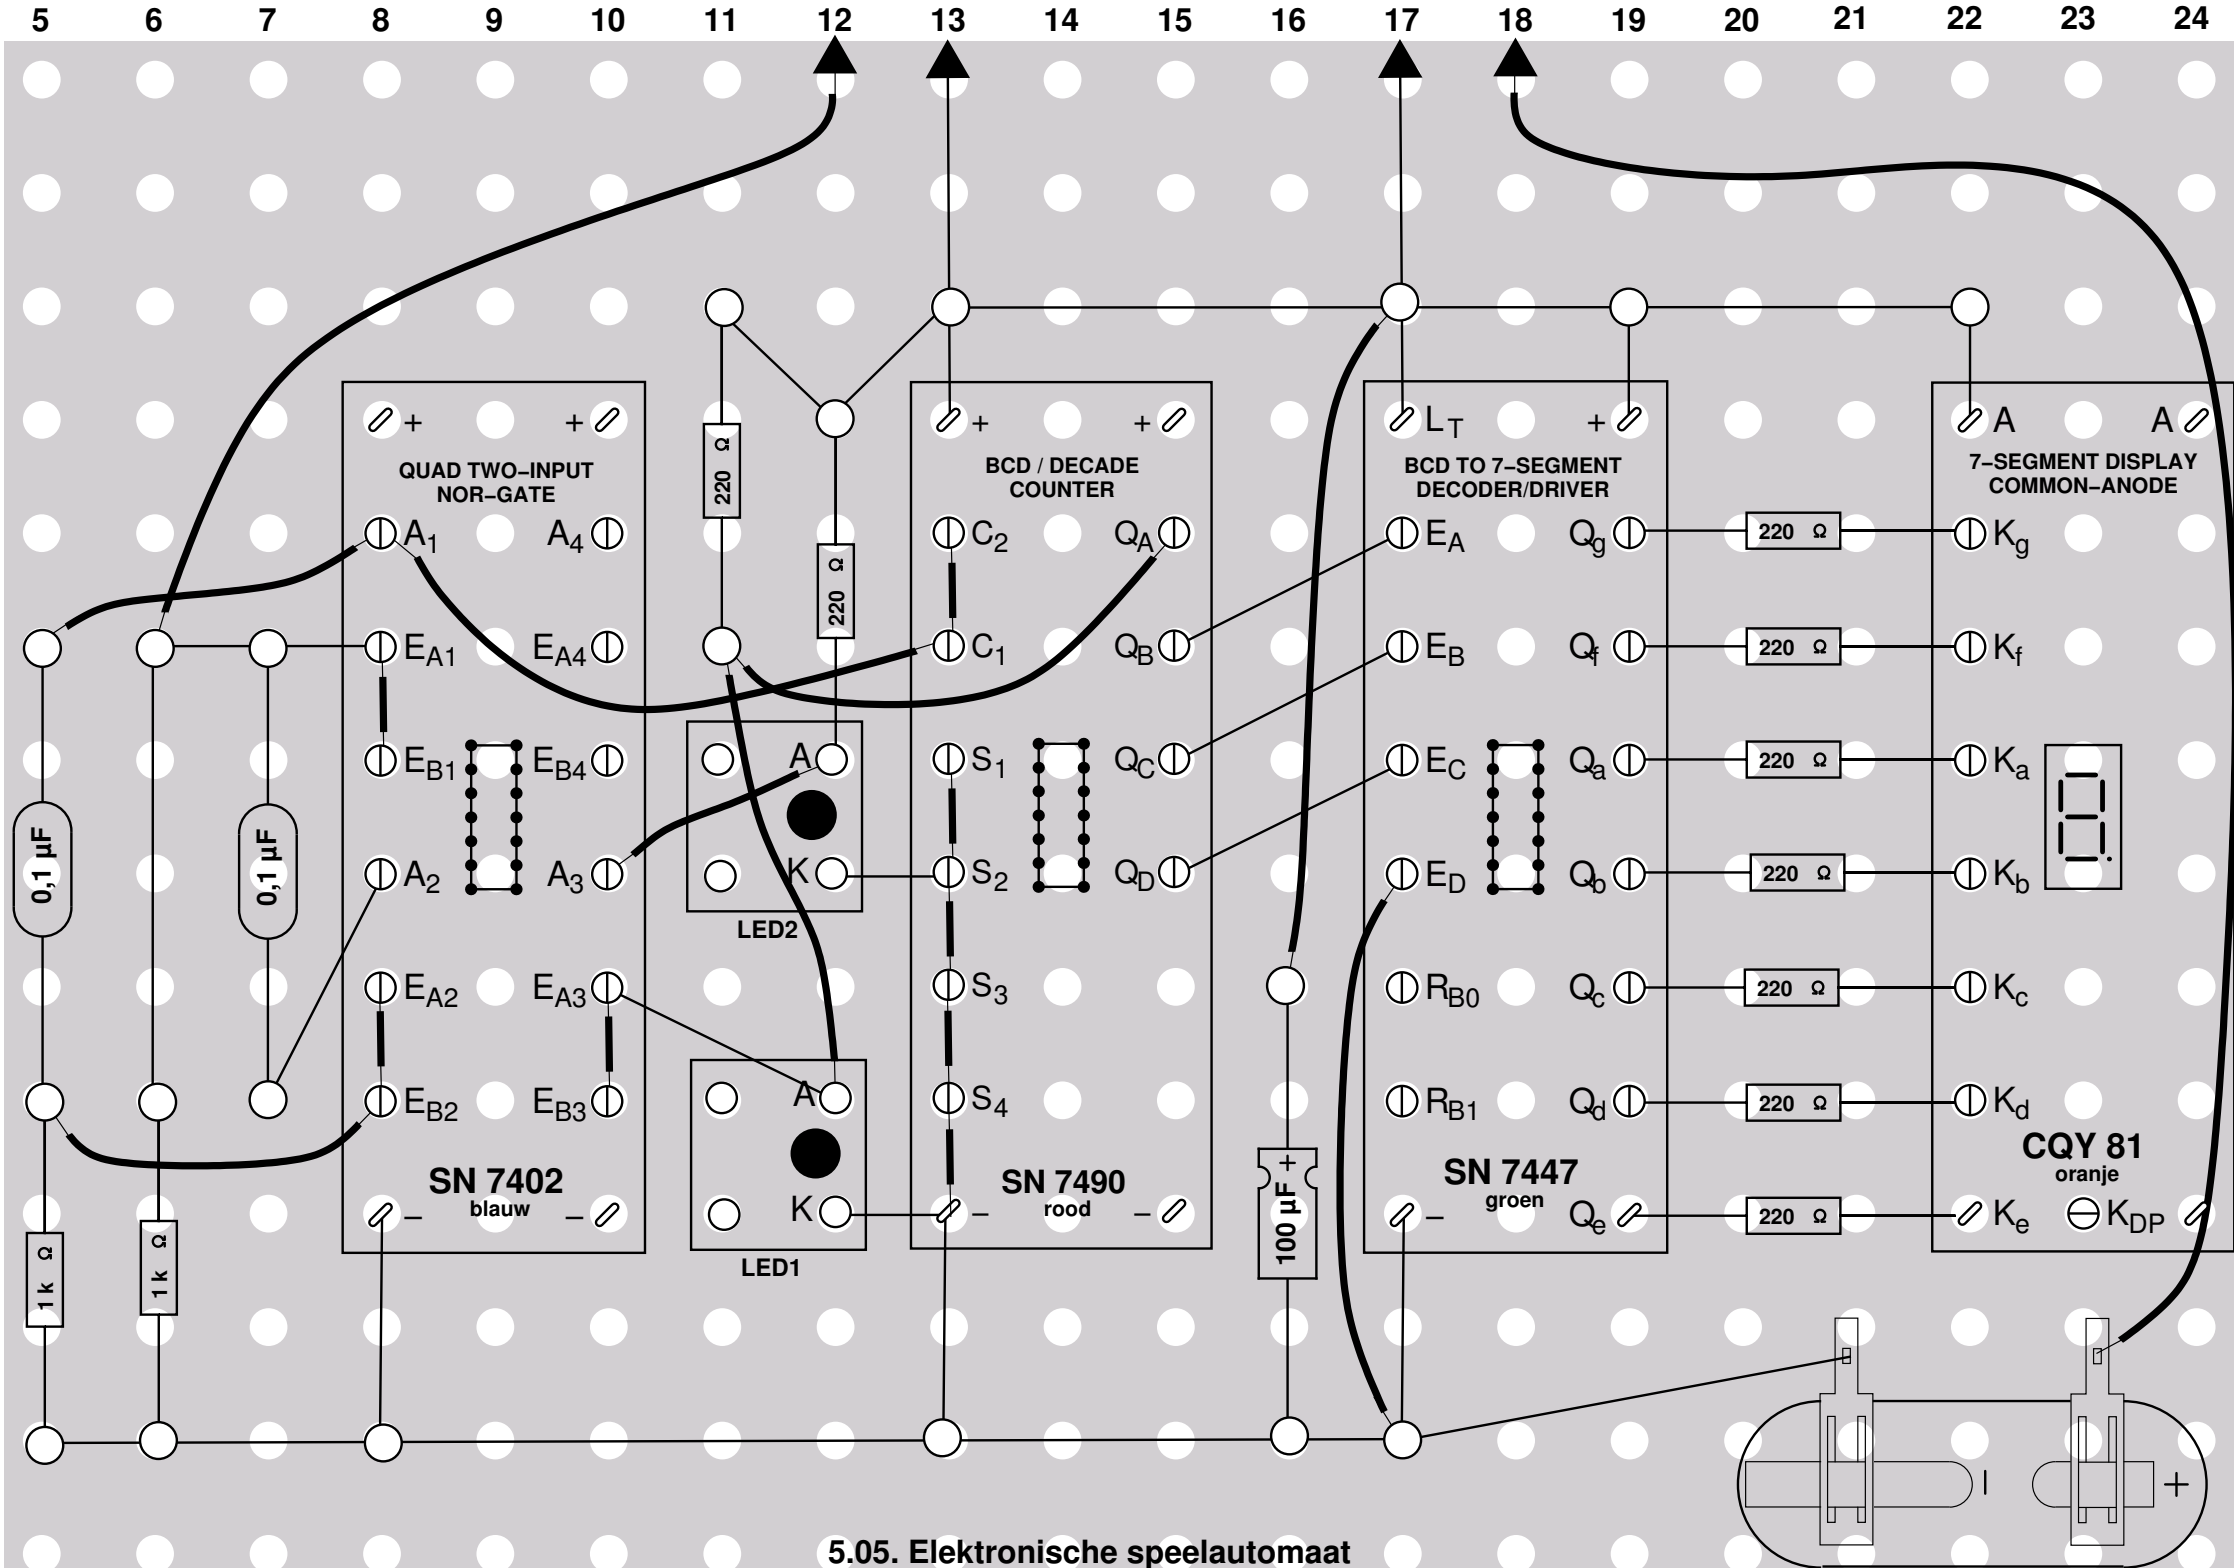 5 6 7 8 9 10 11 12 13 14 15 16 17 18 19 20 21 22 23 24
+ +
QUAD TWO–INPUT
NOR–GATE
A1 A4
EA1 EA4
EB1 EB4
A2 A3
EA2 EA3
EB2 EB3
SN 7402
blauw
– –
0,1 µF
0,1 µF
1 k Ω
1 k Ω
220 Ω
220 Ω
A
K
LED2
A
K
LED1
+ +
BCD / DECADE
COUNTER
C2 QA
C1 QB
S1 QC
S2 QD
S3
S4
SN 7490
rood
– –
+
100 µF
LT +
BCD TO 7–SEGMENT
DECODER/DRIVER
EA Qg
EB Qf
EC Qa
ED Qb
RB0 Qc
RB1 Qd
SN 7447
groen
– Qe
220 Ω
220 Ω
220 Ω
220 Ω
220 Ω
220 Ω
220 Ω
A A
7–SEGMENT DISPLAY
COMMON–ANODE
Kg
Kf
Ka
Kb
Kc
Kd
CQY 81
oranje
Ke KDP
– +
5.05. Elektronische speelautomaat